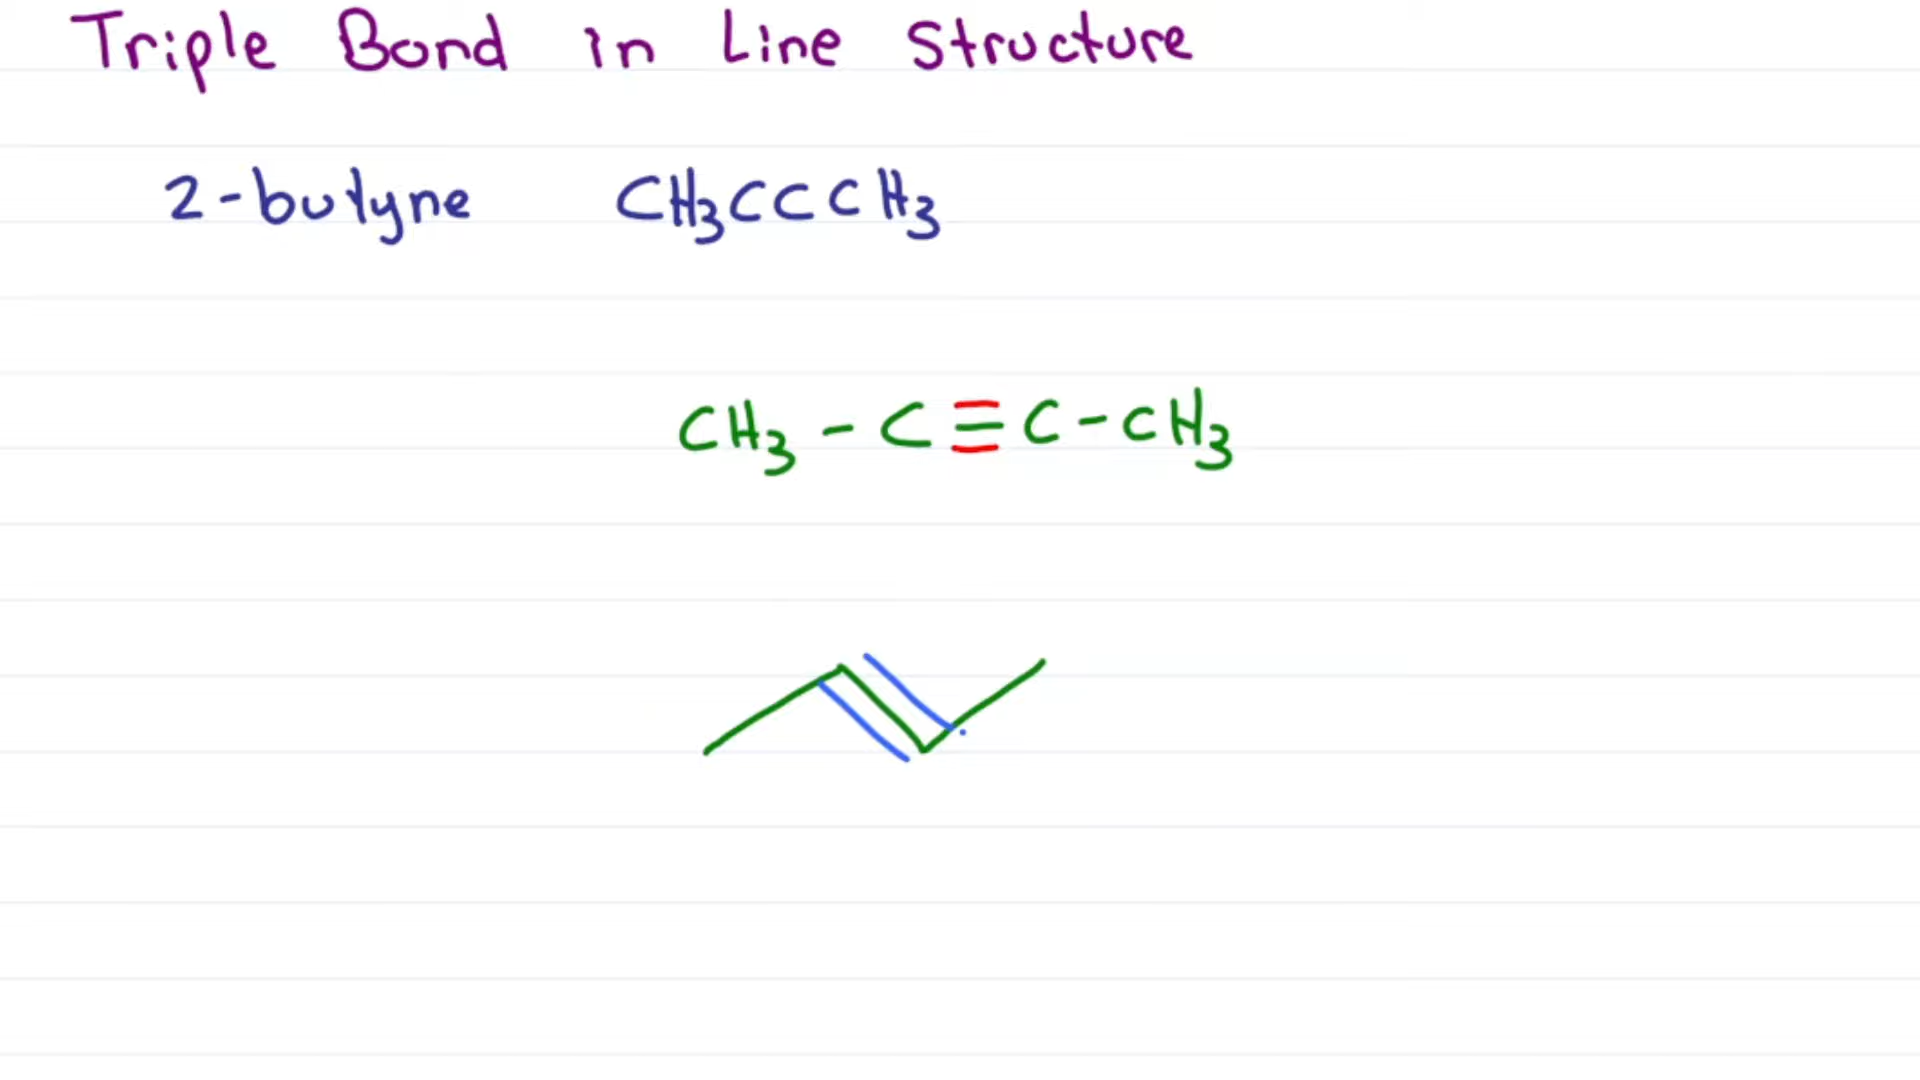 Triple Bond in Line Structure
2-butyne CH3CCCH3
CH3-C≡C-CH3